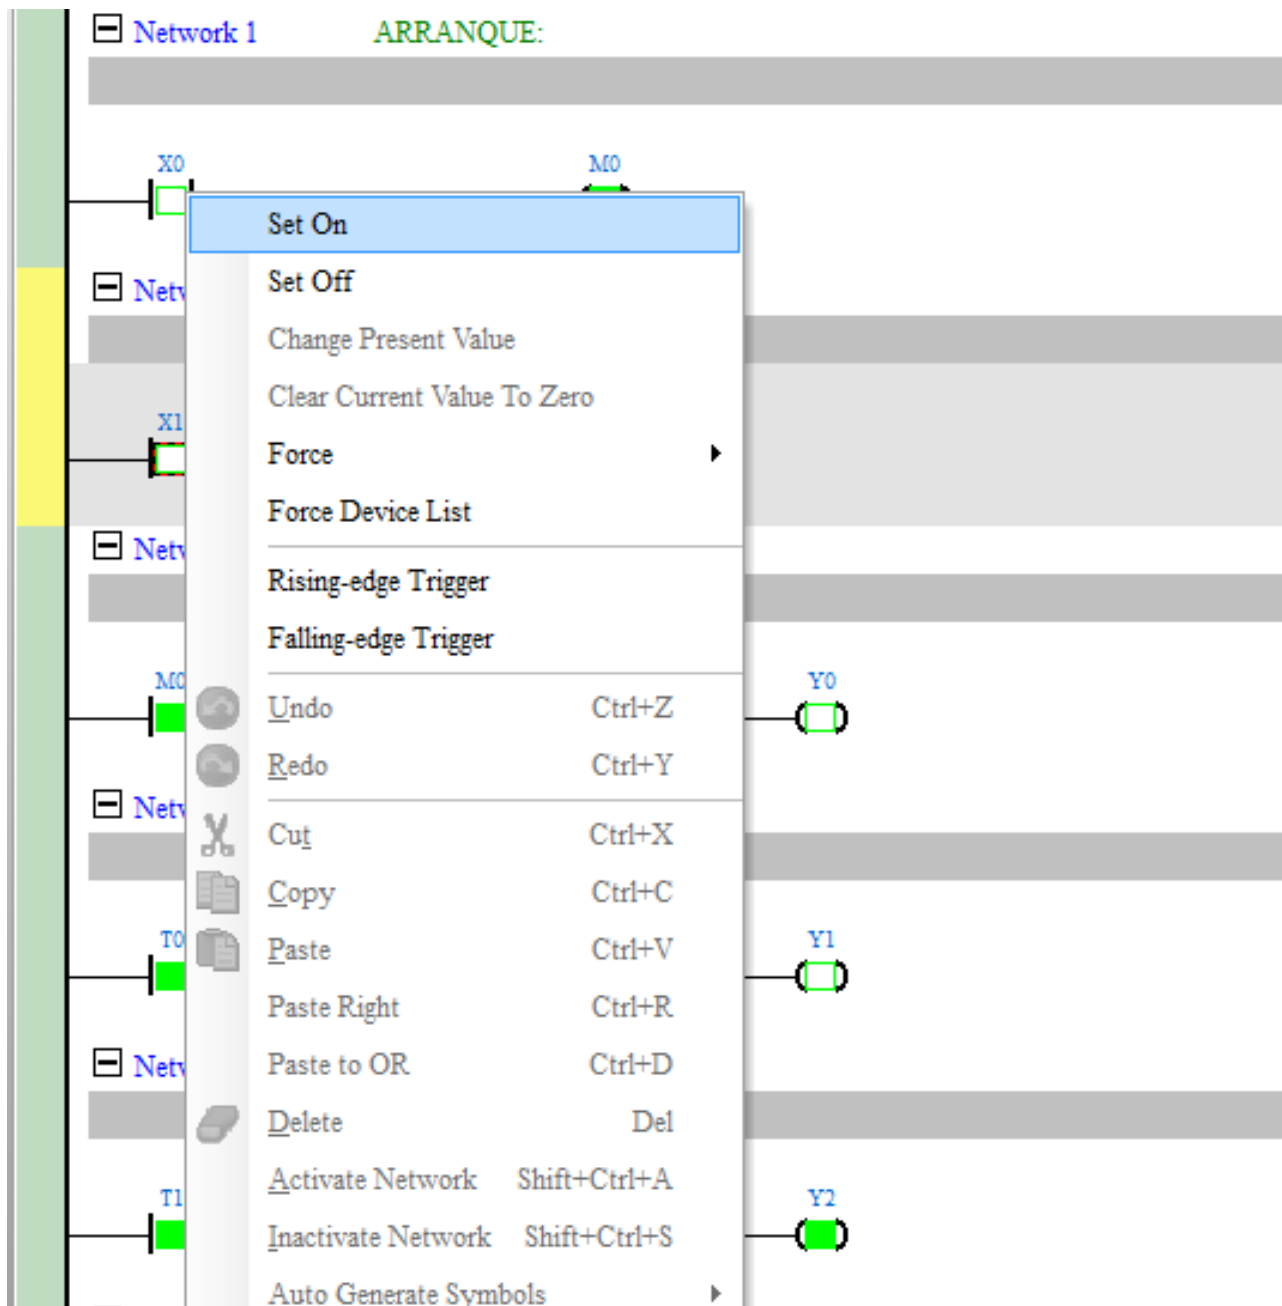 Network 1 ARRANQUE:
X0 M0
Set On
Set Off
Change Present Value
Clear Current Value To Zero
X1
Force
Force Device List
Rising-edge Trigger
Falling-edge Trigger
M0 Y0
Undo Ctrl+Z
Redo Ctrl+Y
Cut Ctrl+X
Copy Ctrl+C
T0 Y1
Paste Ctrl+V
Paste Right Ctrl+R
Paste to OR Ctrl+D
Delete Del
Activate Network Shift+Ctrl+A
T1 Y2
Inactivate Network Shift+Ctrl+S
Auto Generate Symbols